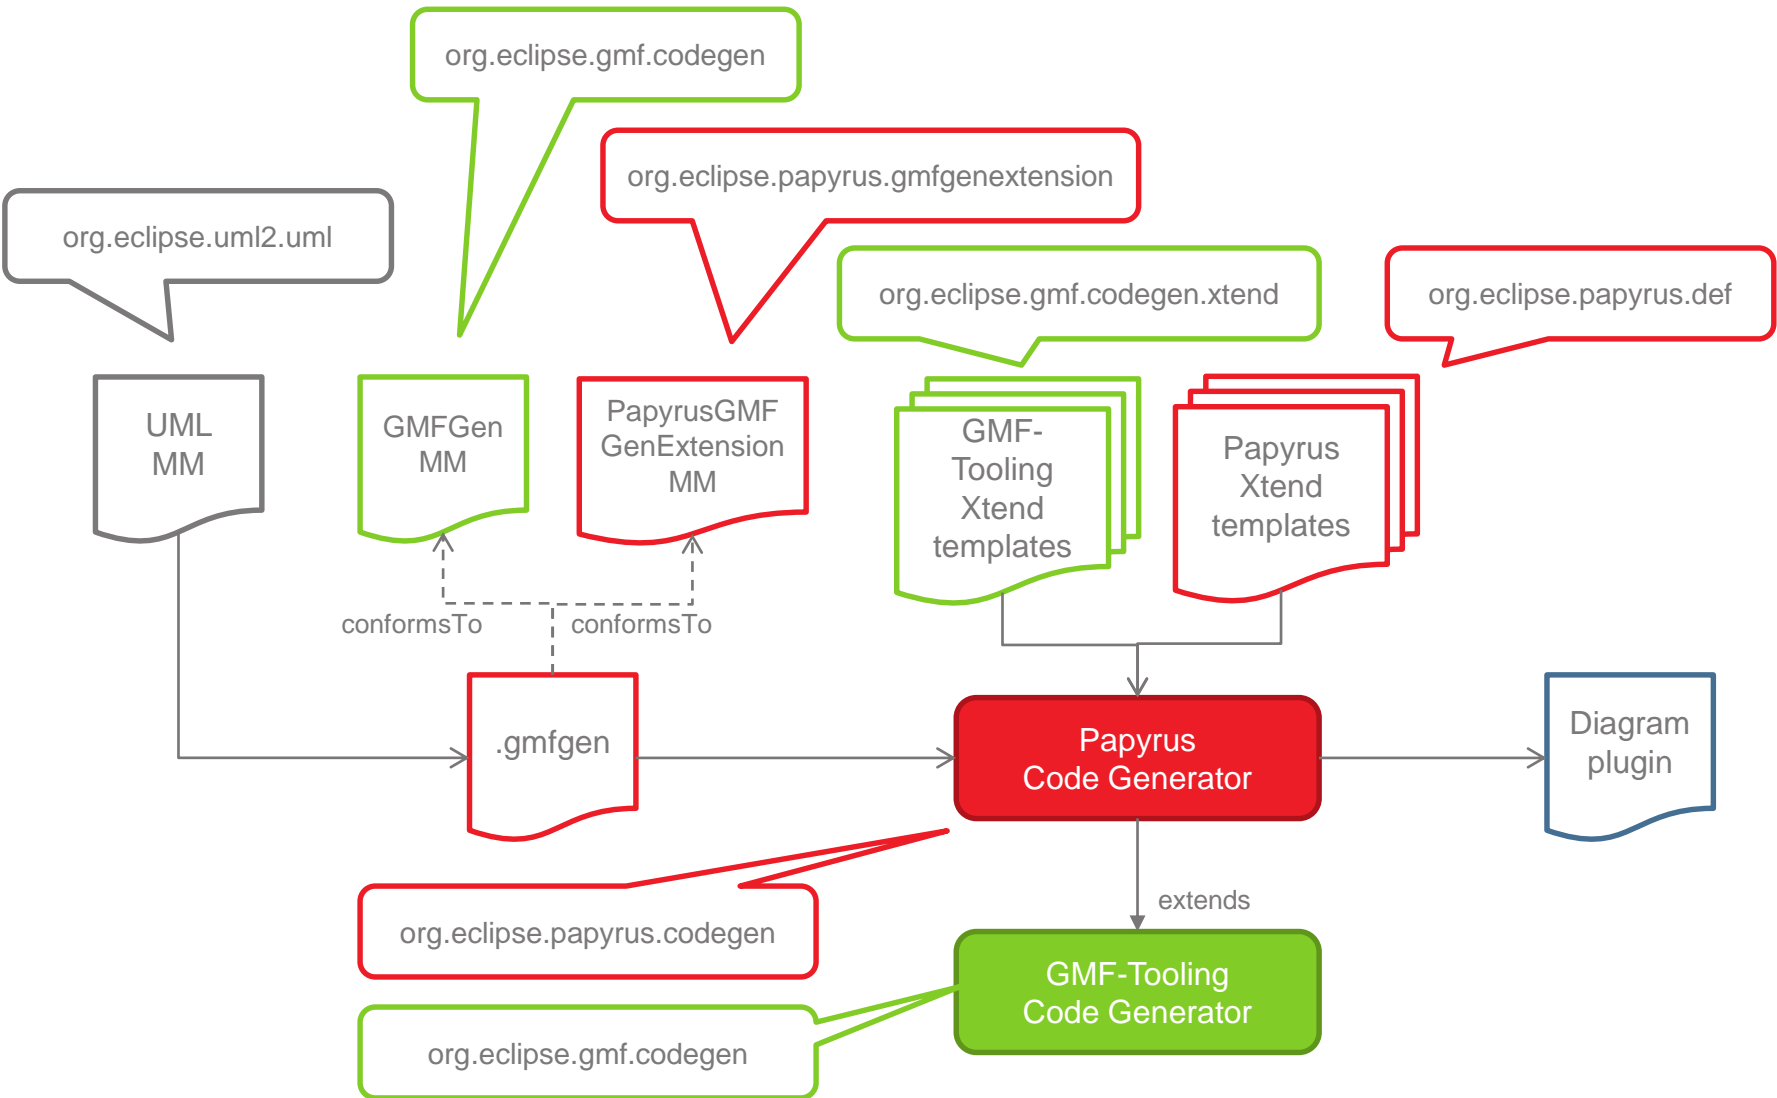 org.eclipse.gmf.codegen
org.eclipse.papyrus.gmfgenextension
org.eclipse.uml2.uml
org.eclipse.gmf.codegen.xtend
org.eclipse.papyrus.def
UML
MM
GMFGen
MM
PapyrusGMF
GenExtension
MM
GMF-
Tooling
Xtend
templates
Papyrus
Xtend
templates
conformsTo
conformsTo
.gmfgen
Papyrus
Code Generator
Diagram
plugin
extends
org.eclipse.papyrus.codegen
GMF-Tooling
Code Generator
org.eclipse.gmf.codegen